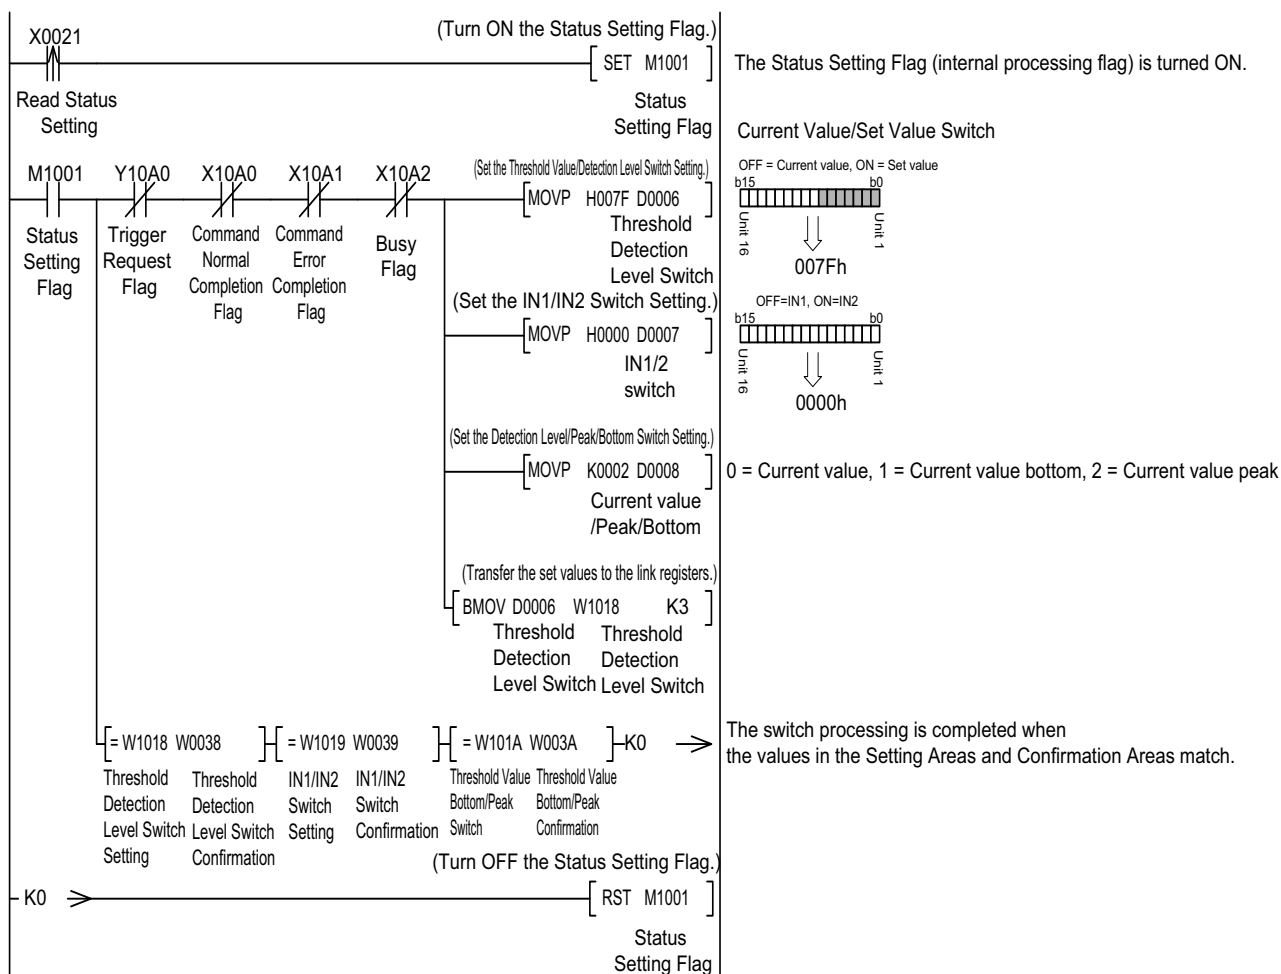 (Turn ON the Status Setting Flag.)
X0021
SET M1001
The Status Setting Flag (internal processing flag) is turned ON.
Read Status
Setting
Status
Setting Flag
Current Value/Set Value Switch
OFF = Current value, ON = Set value
b15 b0
Unit 16 Unit 1
007Fh
M1001 Y10A0 X10A0 X10A1 X10A2
(Set the Threshold Value/Detection Level Switch Setting.)
MOVP H007F D0006
Status
Setting
Flag
Trigger
Request
Flag
Command
Normal
Completion
Flag
Command
Error
Completion
Flag
Busy
Flag
Threshold
Detection
Level Switch
(Set the IN1/IN2 Switch Setting.)
MOVP H0000 D0007
IN1/2
switch
OFF=IN1, ON=IN2
b15 b0
Unit 16 Unit 1
0000h
(Set the Detection Level/Peak/Bottom Switch Setting.)
MOVP K0002 D0008
0 = Current value, 1 = Current value bottom, 2 = Current value peak
Current value
/Peak/Bottom
(Transfer the set values to the link registers.)
BMOV D0006 W1018 K3
Threshold
Detection
Level Switch
Threshold
Detection
Level Switch
= W1018 W0038
= W1019 W0039
= W101A W003A
K0
The switch processing is completed when
the values in the Setting Areas and Confirmation Areas match.
Threshold
Detection
Level Switch
Setting
Threshold
Detection
Level Switch
Confirmation
IN1/IN2
Switch
Setting
IN1/IN2
Switch
Confirmation
Threshold Value
Bottom/Peak
Switch
Threshold Value
Bottom/Peak
Confirmation
(Turn OFF the Status Setting Flag.)
K0
RST M1001
Status
Setting Flag